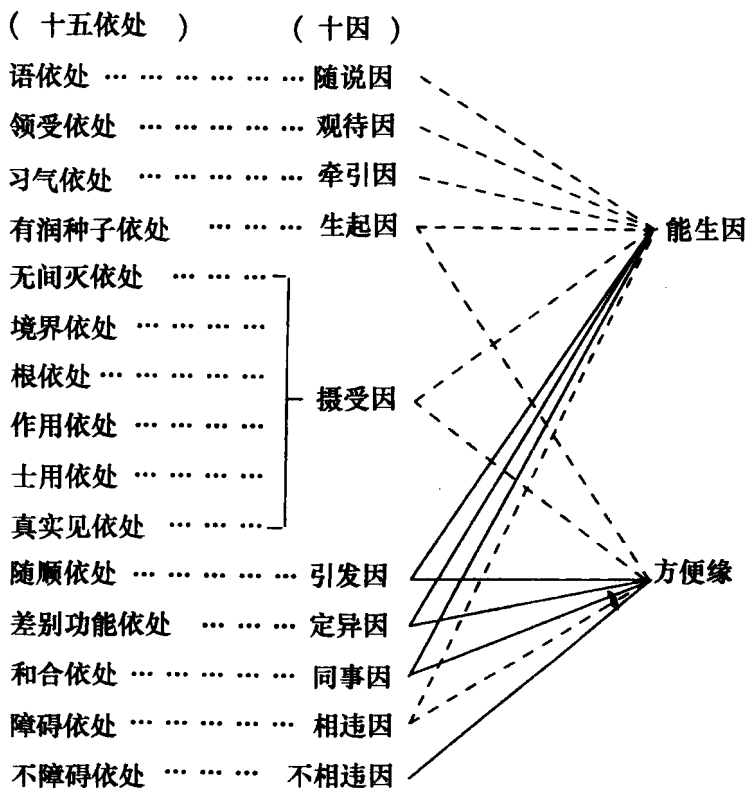 (十五依处) (十因)
语依处 … … … … … … 随说因
领受依处 … … … … … 观待因
习气依处 … … … … … 牵引因
有润种子依处 … … … 生起因
能生因
无间灭依处 … … …
境界依处 … … … …
根依处 … … … … …
摄受因
作用依处 … … … …
士用依处 … … … …
真实见依处 … … …
随顺依处 … … … … … 引发因
方便缘
差别功能依处 … … … 定异因
和合依处 … … … … … 同事因
障碍依处 … … … … … 相违因
不障碍依处 … … … 不相违因